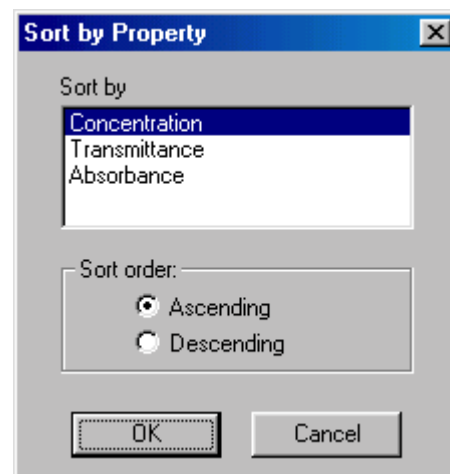 Sort by Property
Sort by
Concentration
Transmittance
Absorbance
Sort order:
Ascending
Descending
OK Cancel